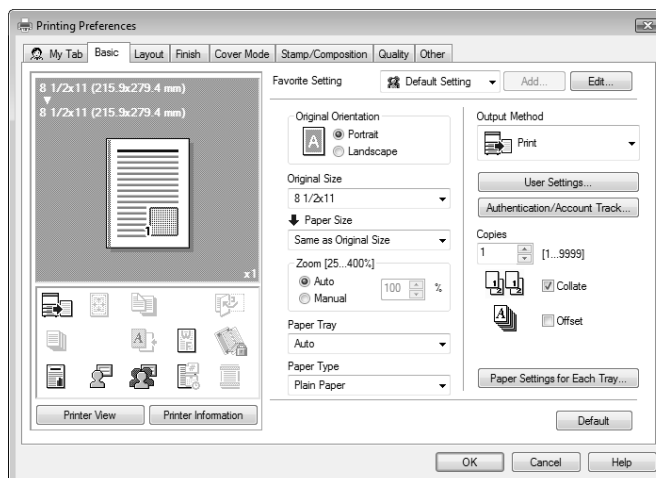 Printing Preferences
My Tab Basic Layout Finish Cover Mode Stamp/Composition Quality Other
8 1/2x11 (215.9x279.4 mm)
8 1/2x11 (215.9x279.4 mm)
1
x1
Printer View Printer Information
Favorite Setting Default Setting Add... Edit...
Original Orientation
A Portrait
Landscape
Original Size
8 1/2x11
Paper Size
Same as Original Size
Zoom [25...400%]
Auto
Manual
100 %
Paper Tray
Auto
Paper Type
Plain Paper
Output Method
Print
User Settings...
Authentication/Account Track...
Copies
1 [1...9999]
Collate
Offset
Paper Settings for Each Tray...
Default
OK Cancel Help